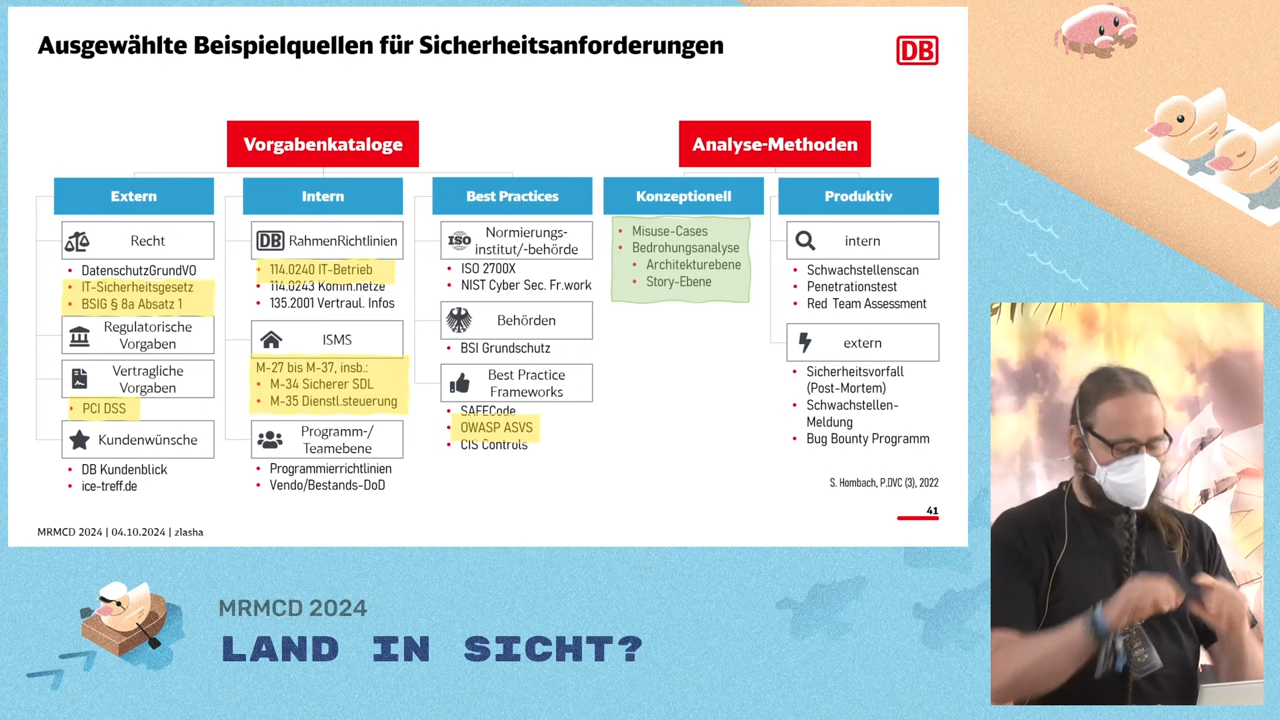 Ausgewählte Beispielquellen für Sicherheitsanforderungen
DB
Vorgabenkataloge
Analyse-Methoden
Extern
Intern
Best Practices
Konzeptionell
Produktiv
Recht
• DatenschutzGrundVO
• IT-Sicherheitsgesetz
• BSIG § 8a Absatz 1
Regulatorische
Vorgaben
Vertragliche
Vorgaben
• PCI DSS
Kundenwünsche
• DB Kundenblick
• ice-treff.de
DB RahmenRichtlinien
• 114.0240 IT-Betrieb
• 114.0243 Komm.netze
• 135.2001 Vertraul. Infos
ISMS
M-27 bis M-37, insb.:
• M-34 Sicherer SDL
• M-35 Dienstl.steuerung
Programm-/
Teamebene
• Programmierrichtlinien
• Vendo/Bestands-DoD
ISO
Normierungs-
institut/-behörde
• ISO 2700X
• NIST Cyber Sec. Fr.work
Behörden
• BSI Grundschutz
Best Practice
Frameworks
• SAFECode
• OWASP ASVS
• CIS Controls
• Misuse-Cases
• Bedrohungsanalyse
• Architekturebene
• Story-Ebene
intern
• Schwachstellenscan
• Penetrationstest
• Red Team Assessment
extern
• Sicherheitsvorfall
(Post-Mortem)
• Schwachstellen-
Meldung
• Bug Bounty Programm
S. Hombach, P.DVC (3), 2022
41
MRMCD 2024 | 04.10.2024 | zlasha
MRMCD 2024
LAND IN SICHT?